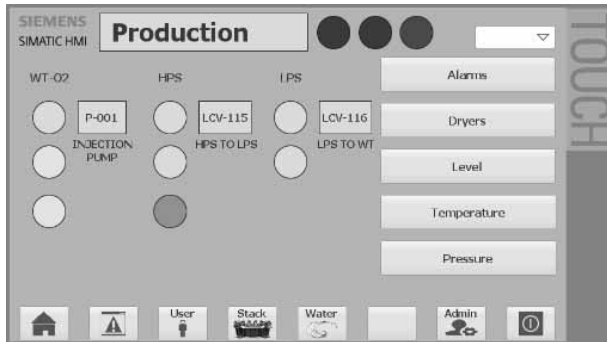 SIEMENS
SIMATIC HMI
Production
TOUCH
WT-02
HPS
LPS
Alarms
P-001
LCV-115
LCV-116
Dryers
INJECTION
PUMP
HPS TO LPS
LPS TO WT
Level
Temperature
Pressure
User
Stack
Water
Admin